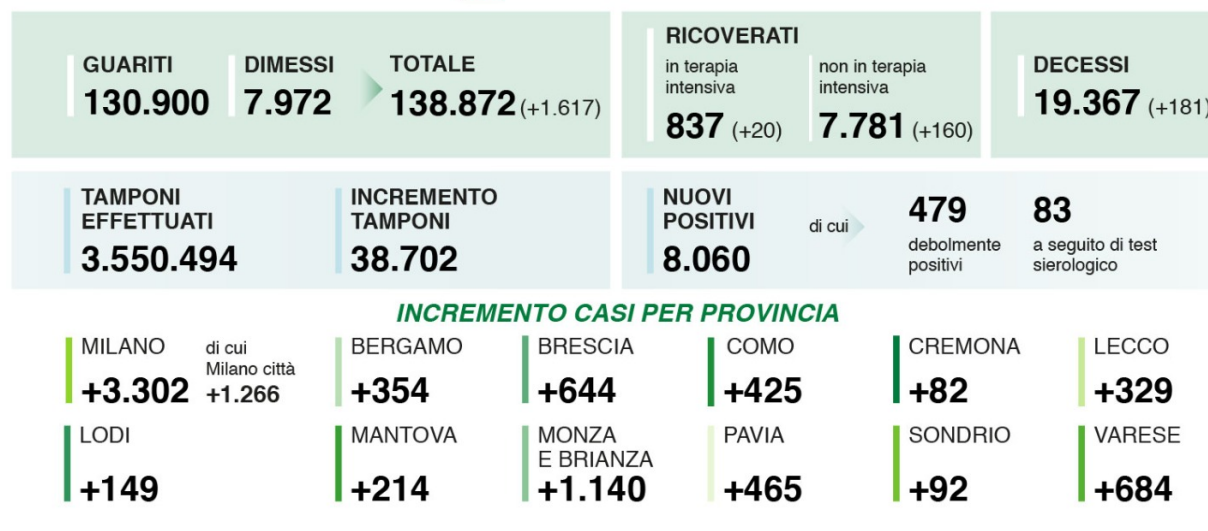 GUARITI
130.900
DIMESSI
7.972
TOTALE
138.872 (+1.617)
RICOVERATI
in terapia
intensiva
837 (+20)
non in terapia
intensiva
7.781 (+160)
DECESSI
19.367 (+181)
TAMPONI
EFFETTUATI
3.550.494
INCREMENTO
TAMPONI
38.702
NUOVI
POSITIVI
8.060
di cui
479
debolmente
positivi
83
a seguito di test
sierologico
INCREMENTO CASI PER PROVINCIA
MILANO
+3.302
di cui
Milano città
+1.266
BERGAMO
+354
BRESCIA
+644
COMO
+425
CREMONA
+82
LECCO
+329
LODI
+149
MANTOVA
+214
MONZA
E BRIANZA
+1.140
PAVIA
+465
SONDRIO
+92
VARESE
+684